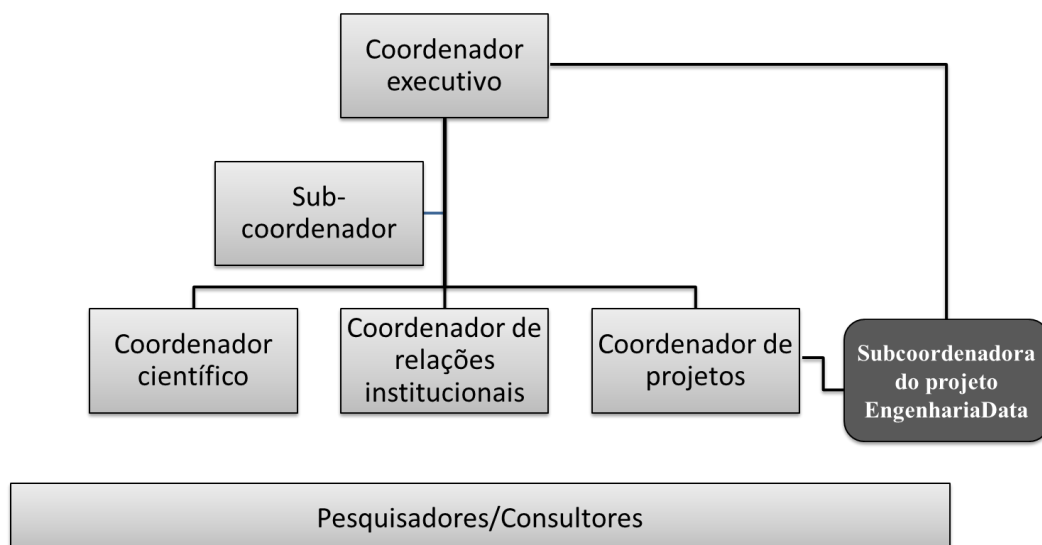 Coordenador
executivo
Sub-
coordenador
Coordenador
científico
Coordenador de
relações
institucionais
Coordenador de
projetos
Subcoordenadora
do projeto
EngenhariaData
Pesquisadores/Consultores